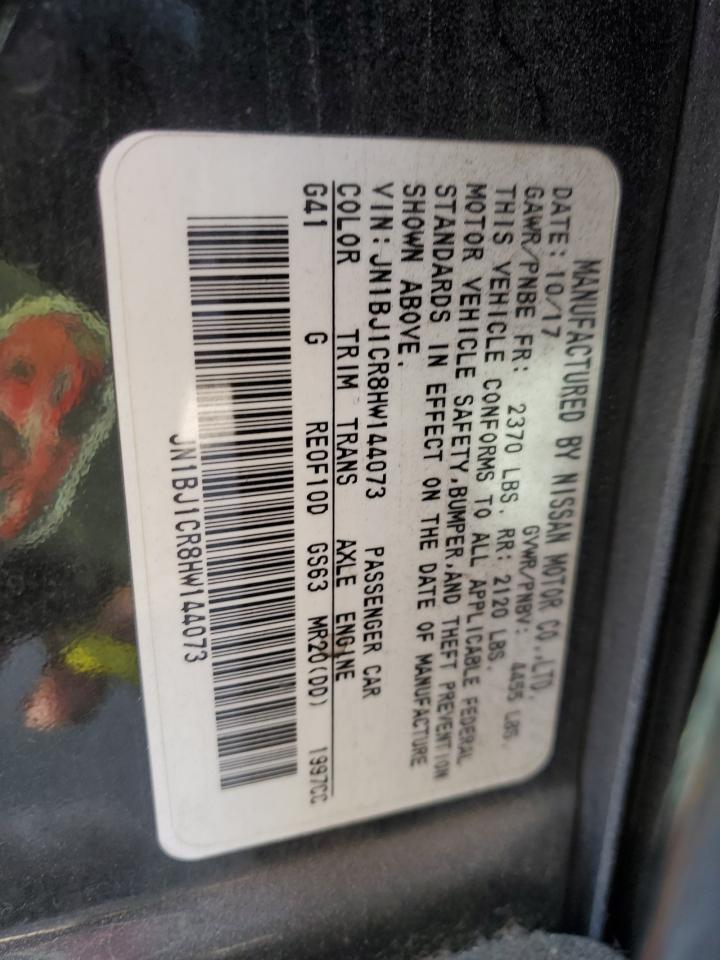 MANUFACTURED BY NISSAN MOTOR CO.,LTD.
DATE: 10/17 GVWR/PNBV: 4455 LBS.
GAWR/PNBE FR: 2370 LBS. RR: 2120 LBS.
THIS VEHICLE CONFORMS TO ALL APPLICABLE FEDERAL
MOTOR VEHICLE SAFETY,BUMPER,AND THEFT PREVENTION
STANDARDS IN EFFECT ON THE DATE OF MANUFACTURE
SHOWN ABOVE.
VIN: JN1BJ1CR8HW144073 PASSENGER CAR
COLOR TRIM TRANS AXLE ENGINE
G41 G RE0F10D GS63 MR20(DD) 1997CC
JN1BJ1CR8HW144073